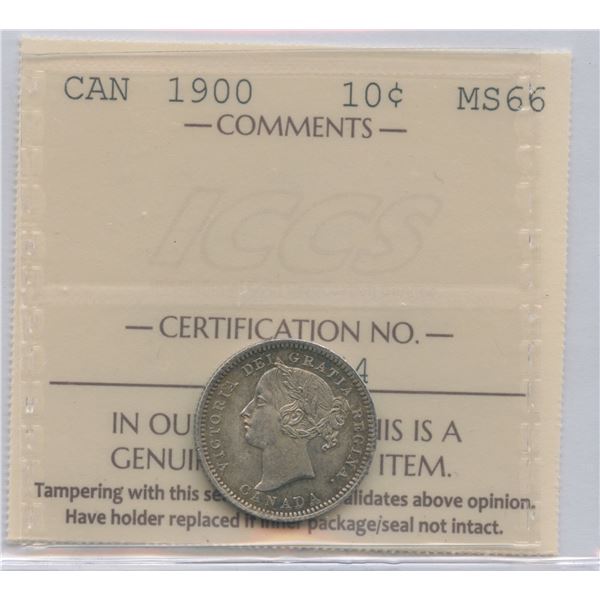 CAN 1900 10¢ MS66
— COMMENTS —
ICCS
— CERTIFICATION NO. —
4
IN OU HIS IS A
GENUI ITEM.
Tampering with this se alidates above opinion.
Have holder replaced if inner package/seal not intact.
VICTORIA DEI GRATIA REGINA.
CANADA